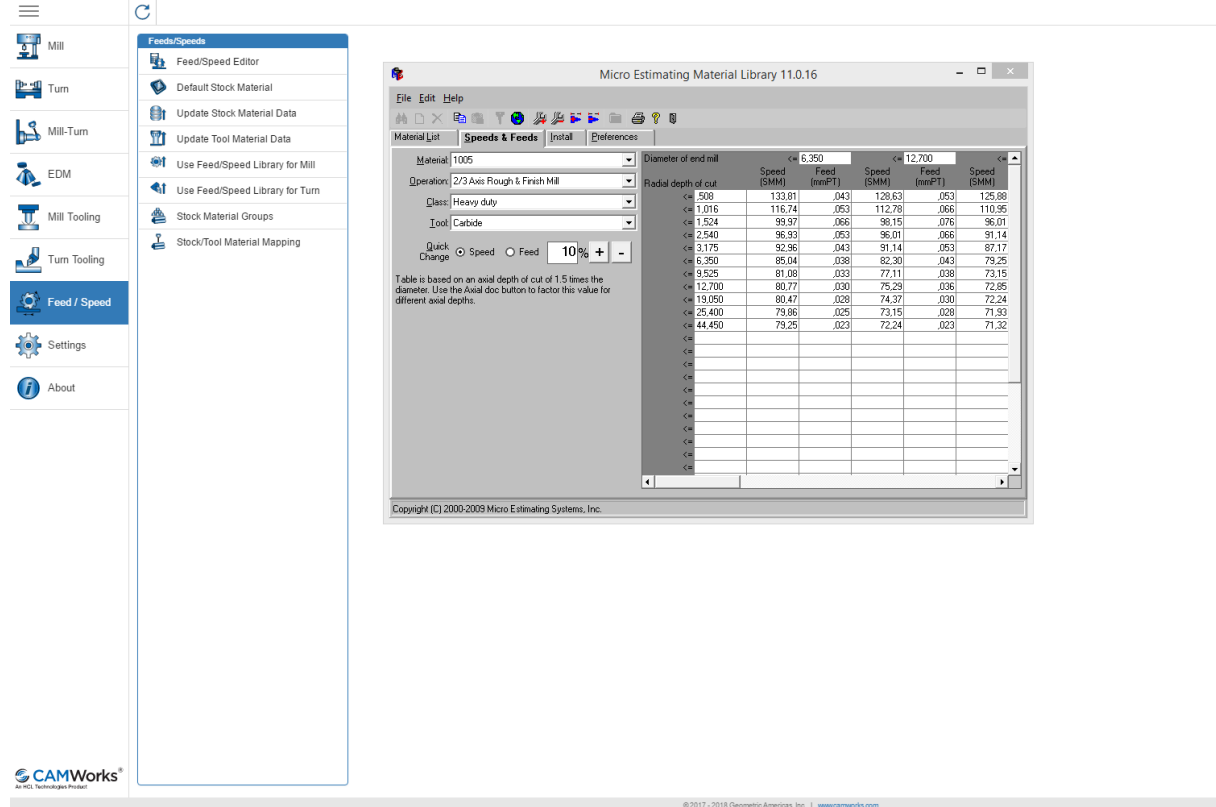 Mill
Turn
Mill-Turn
EDM
Mill Tooling
Turn Tooling
Feed / Speed
Settings
About
CAMWorks®
An HCL Technologies Product
Feeds/Speeds
Feed/Speed Editor
Default Stock Material
Update Stock Material Data
Update Tool Material Data
Use Feed/Speed Library for Mill
Use Feed/Speed Library for Turn
Stock Material Groups
Stock/Tool Material Mapping
Micro Estimating Material Library 11.0.16
File Edit Help
Material List Speeds & Feeds Install Preferences
Material: 1005
Operation: 2/3 Axis Rough & Finish Mill
Class: Heavy duty
Tool: Carbide
Quick Change Speed Feed 10 % + -
Table is based on an axial depth of cut of 1.5 times the
diameter. Use the Axial doc button to factor this value for
different axial depths.
Diameter of end mill <= 6,350 <= 12,700 <=
Radial depth of cut Speed (SMM) Feed (mmPT) Speed (SMM) Feed (mmPT) Speed (SMM)
<= ,508 133,81 ,043 128,63 ,053 125,88
<= 1,016 116,74 ,053 112,78 ,066 110,95
<= 1,524 99,97 ,066 98,15 ,076 96,01
<= 2,540 96,93 ,053 96,01 ,066 91,14
<= 3,175 92,96 ,043 91,14 ,053 87,17
<= 6,350 85,04 ,038 82,30 ,043 79,25
<= 9,525 81,08 ,033 77,11 ,038 73,15
<= 12,700 80,77 ,030 75,29 ,036 72,85
<= 19,050 80,47 ,028 74,37 ,030 72,24
<= 25,400 79,86 ,025 73,15 ,028 71,93
<= 44,450 79,25 ,023 72,24 ,023 71,32
<=
<=
<=
<=
<=
<=
<=
<=
<=
<=
<=
Copyright (C) 2000-2009 Micro Estimating Systems, Inc.
© 2017 - 2018 Geometric Americas, Inc. | www.camworks.com